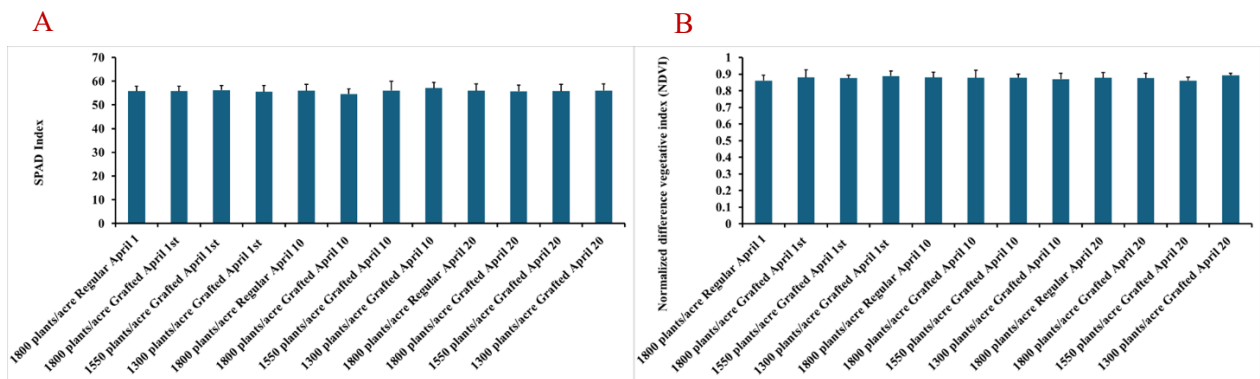 A
B
SPAD Index
70
60
50
40
30
20
10
0
1800 plants/acre Regular April 1
1800 plants/acre Grafted April 1st
1550 plants/acre Grafted April 1st
1300 plants/acre Grafted April 1st
1800 plants/acre Regular April 10
1800 plants/acre Grafted April 10
1550 plants/acre Grafted April 10
1300 plants/acre Grafted April 10
1800 plants/acre Regular April 20
1800 plants/acre Grafted April 20
1550 plants/acre Grafted April 20
1300 plants/acre Grafted April 20
Normalized difference vegetative index (NDVI)
1
0.9
0.8
0.7
0.6
0.5
0.4
0.3
0.2
0.1
0
1800 plants/acre Regular April 1
1800 plants/acre Grafted April 1st
1550 plants/acre Grafted April 1st
1300 plants/acre Grafted April 1st
1800 plants/acre Regular April 10
1800 plants/acre Grafted April 10
1550 plants/acre Grafted April 10
1300 plants/acre Grafted April 10
1800 plants/acre Regular April 20
1800 plants/acre Grafted April 20
1550 plants/acre Grafted April 20
1300 plants/acre Grafted April 20